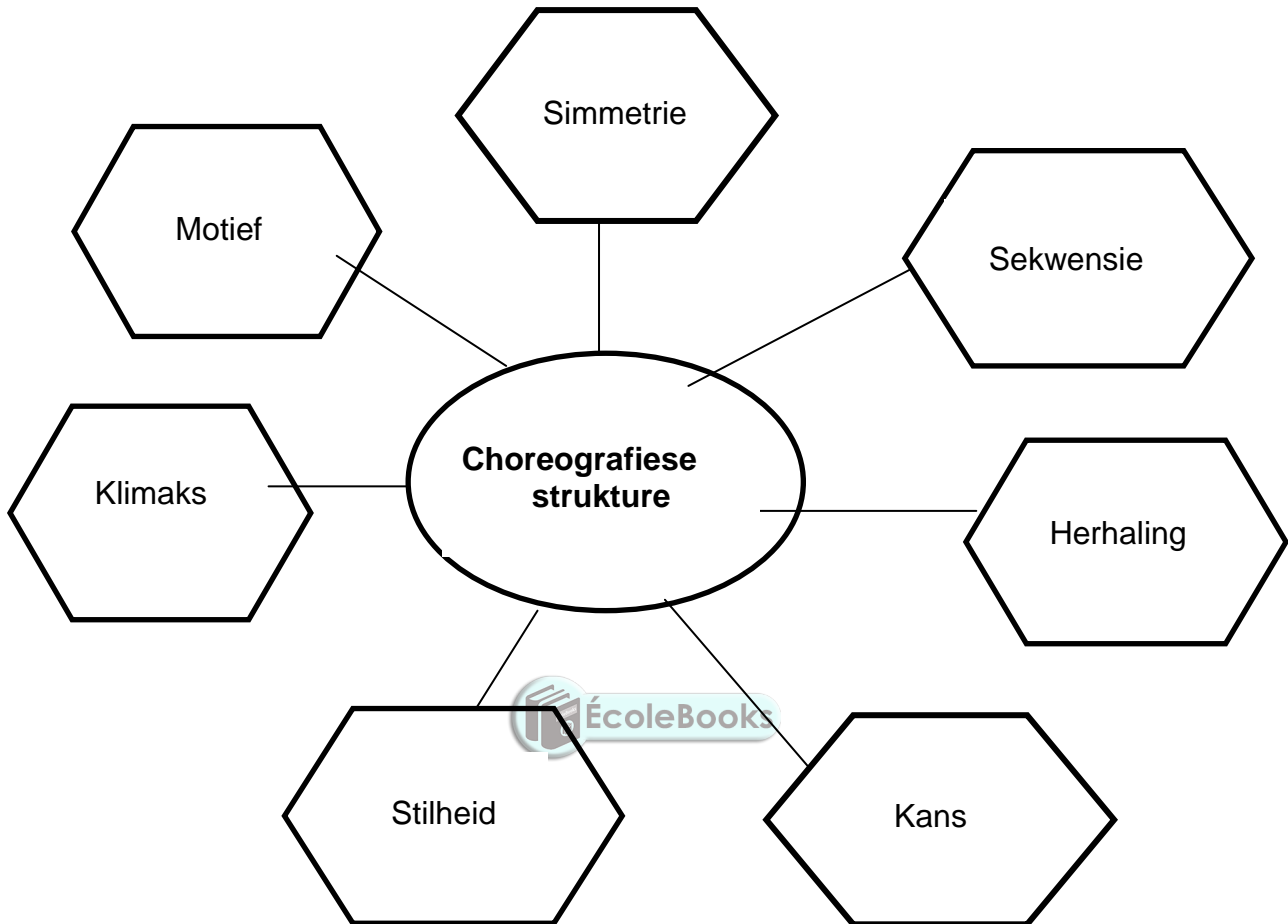 Simmetrie
Motief
Sekwensie
Choreografiese
strukture
Klimaks
Herhaling
ÉcoleBooks
Stilheid
Kans